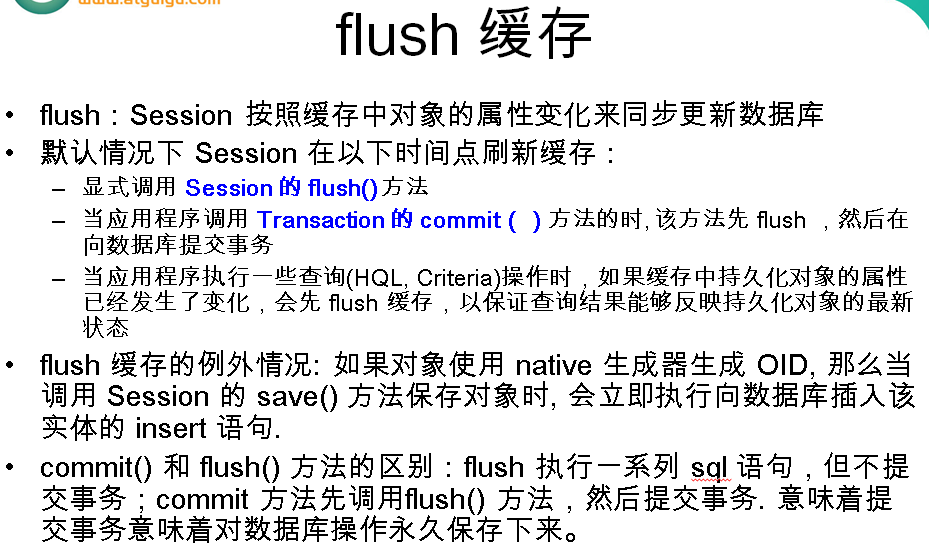 www.atguigu.com
flush 缓存
• flush：Session 按照缓存中对象的属性变化来同步更新数据库
• 默认情况下 Session 在以下时间点刷新缓存：
– 显式调用 Session 的 flush() 方法
– 当应用程序调用 Transaction 的 commit（ ）方法的时, 该方法先 flush ，然后在
向数据库提交事务
– 当应用程序执行一些查询(HQL, Criteria)操作时，如果缓存中持久化对象的属性
已经发生了变化，会先 flush 缓存，以保证查询结果能够反映持久化对象的最新
状态
• flush 缓存的例外情况: 如果对象使用 native 生成器生成 OID, 那么当
调用 Session 的 save() 方法保存对象时, 会立即执行向数据库插入该
实体的 insert 语句.
• commit() 和 flush() 方法的区别：flush 执行一系列 sql 语句，但不提
交事务；commit 方法先调用flush() 方法，然后提交事务. 意味着提
交事务意味着对数据库操作永久保存下来。